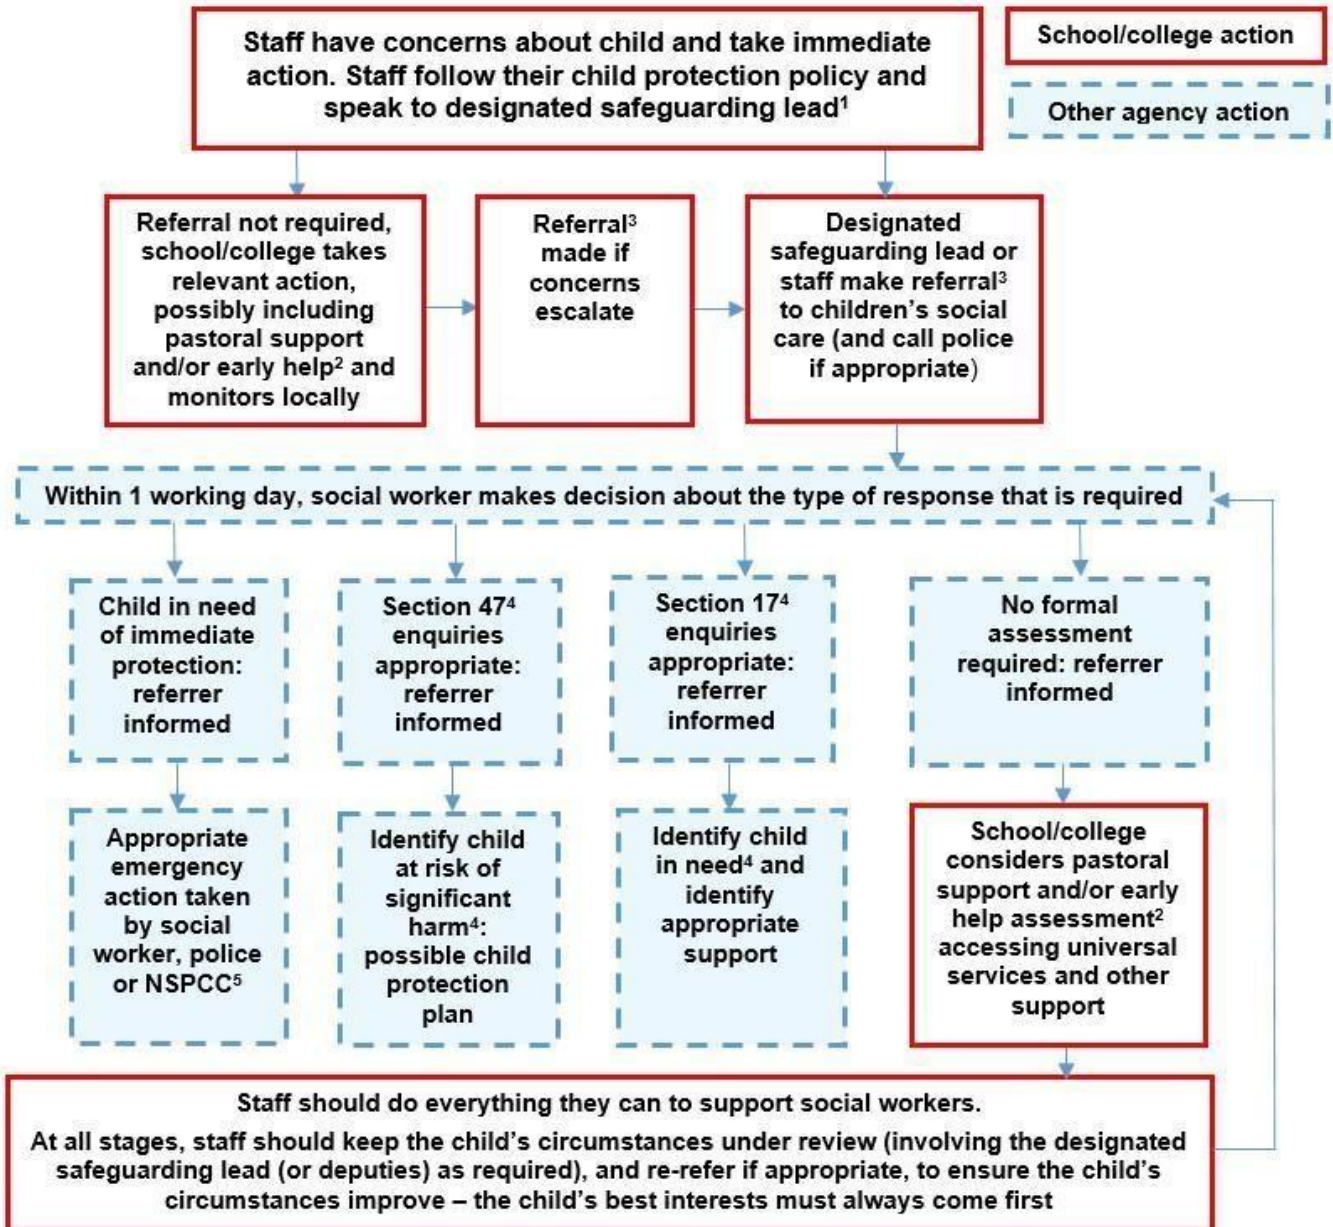 Staff have concerns about child and take immediate
action. Staff follow their child protection policy and
speak to designated safeguarding lead¹
School/college action
Other agency action
Referral not required,
school/college takes
relevant action,
possibly including
pastoral support
and/or early help² and
monitors locally
Referral³
made if
concerns
escalate
Designated
safeguarding lead or
staff make referral³
to children's social
care (and call police
if appropriate)
Within 1 working day, social worker makes decision about the type of response that is required
Child in need
of immediate
protection:
referrer
informed
Section 47⁴
enquiries
appropriate:
referrer
informed
Section 17⁴
enquiries
appropriate:
referrer
informed
No formal
assessment
required: referrer
informed
Appropriate
emergency
action taken
by social
worker, police
or NSPCC⁵
Identify child
at risk of
significant
harm⁴:
possible child
protection
plan
Identify child
in need⁴ and
identify
appropriate
support
School/college
considers pastoral
support and/or early
help assessment²
accessing universal
services and other
support
Staff should do everything they can to support social workers.
At all stages, staff should keep the child's circumstances under review (involving the designated
safeguarding lead (or deputies) as required), and re-refer if appropriate, to ensure the child's
circumstances improve – the child's best interests must always come first